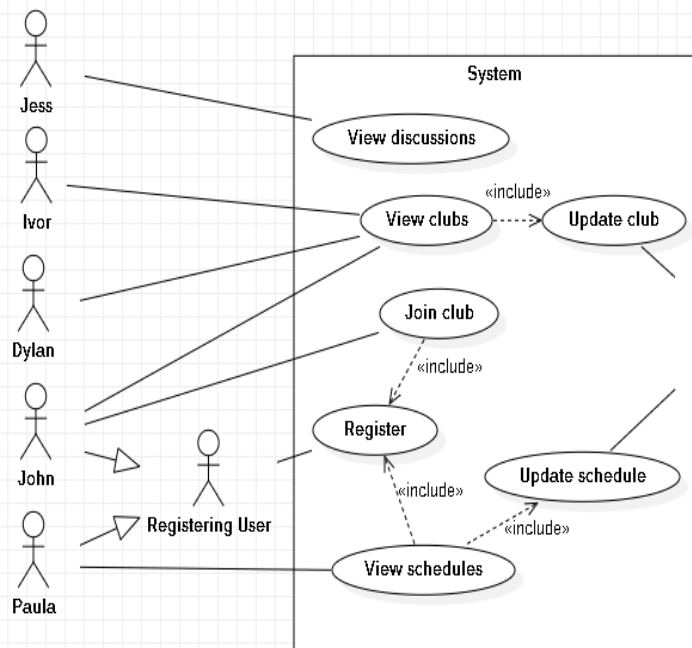 System
Jess
View discussions
«include»
Ivor
View clubs
Update club
Join club
Dylan
«include»
Register
John
Update schedule
«include»
Registering User
«include»
View schedules
Paula